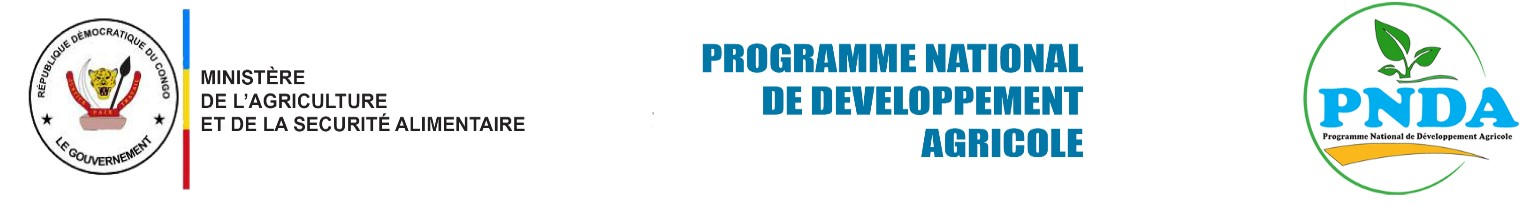 RÉPUBLIQUE DÉMOCRATIQUE DU CONGO
LE GOUVERNEMENT
MINISTÈRE
DE L'AGRICULTURE
ET DE LA SECURITÉ ALIMENTAIRE
PROGRAMME NATIONAL
DE DEVELOPPEMENT
AGRICOLE
PNDA
Programme National de Développement Agricole